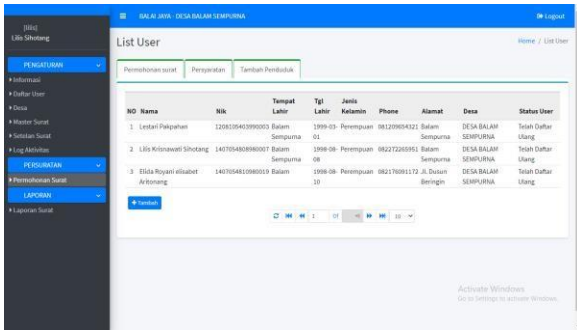 BALAI JAYA - DESA BALAM SEMPURNA
Logout
[lilis]
Lilis Sihotang
List User
Home / List User
PENGATURAN
Informasi
Daftar User
Desa
Master Surat
Setelan Surat
Log Aktivitas
PERSURATAN
Permohonan Surat
LAPORAN
Laporan Surat
Permohonan surat Persyaratan Tambah Penduduk
NO Nama Nik Tempat Lahir Tgl Lahir Jenis Kelamin Phone Alamat Desa Status User
1 Lestari Pakpahan 1208105403990003 Balam Sempurna 1999-03-01 Perempuan 081209654321 Balam Sempurna DESA BALAM SEMPURNA Telah Daftar Ulang
2 Lilis Krisnawati Sihotang 1407054808980007 Balam Sempurna 1998-08-08 Perempuan 082272265951 Balam Sempurna DESA BALAM SEMPURNA Telah Daftar Ulang
3 Elida Royani elisabet Aritonang 1407054810980019 Balam 1998-08-10 Perempuan 082178091172 JL Dusun Beringin DESA BALAM SEMPURNA Telah Daftar Ulang
+Tambah
1 10
Activate Windows
Go to Settings to activate Windows.